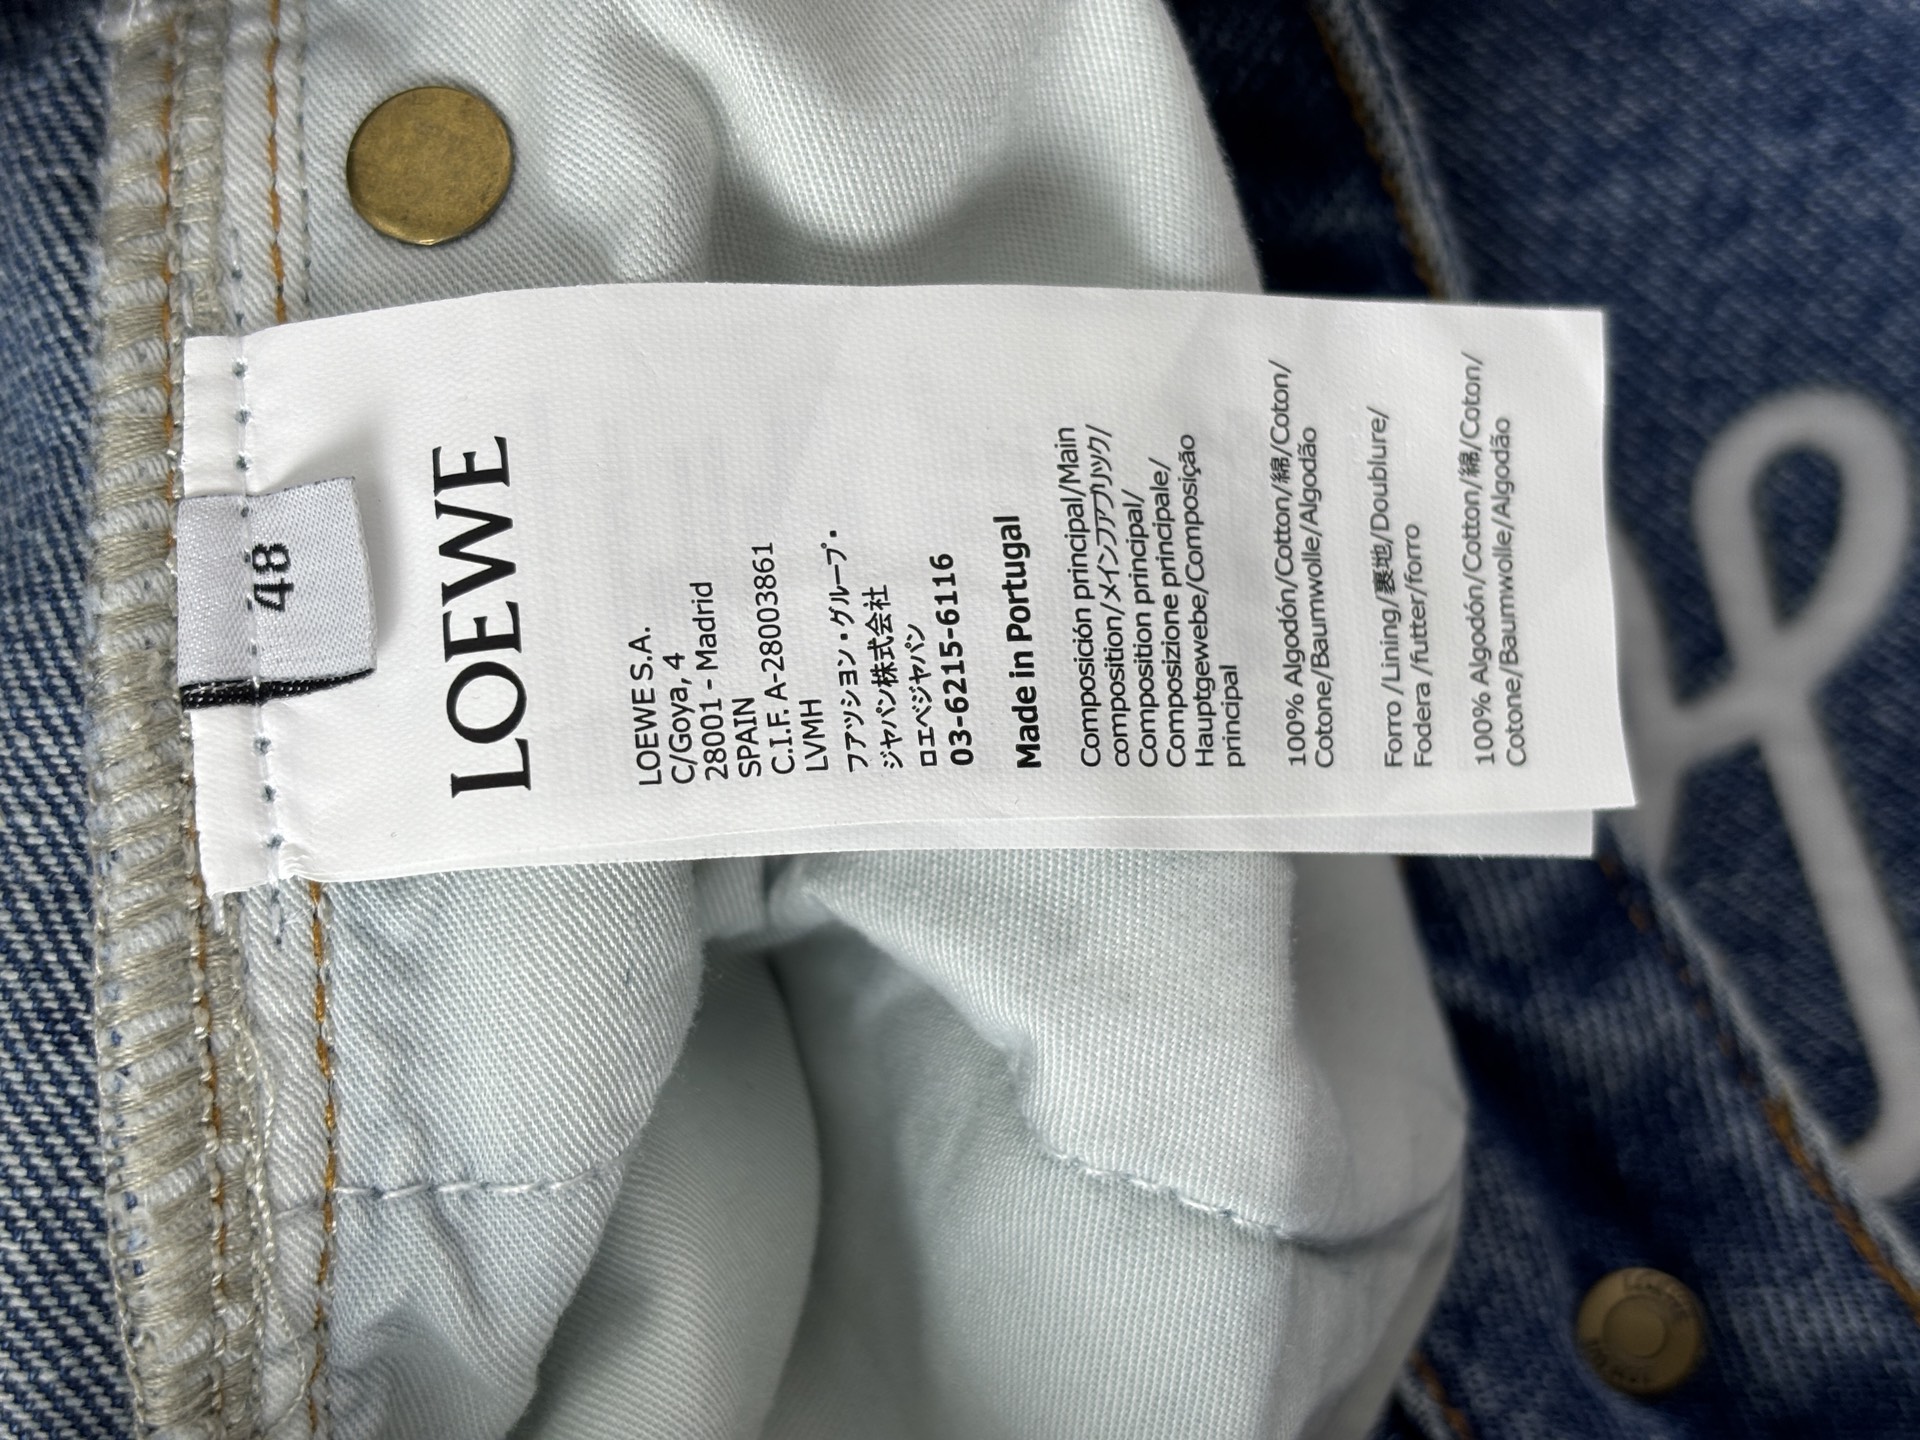 48
LOEWE
LOEWE S.A.
C/Goya, 4
28001 - Madrid
SPAIN
C.I.F. A-28003861
LVMH
ファッション・グループ・
ジャパン株式会社
ロエベジャパン
03-6215-6116
Made in Portugal
Composición principal/Main
composition/メインファブリック/
Composition principal/
Composizione principale/
Hauptgewebe/Composição
principal
100% Algodón/Cotton/綿/Coton/
Cotone/Baumwolle/Algodão
Forro /Lining/裏地/Doublure/
Fodera /futter/forro
100% Algodón/Cotton/綿/Coton/
Cotone/Baumwolle/Algodão